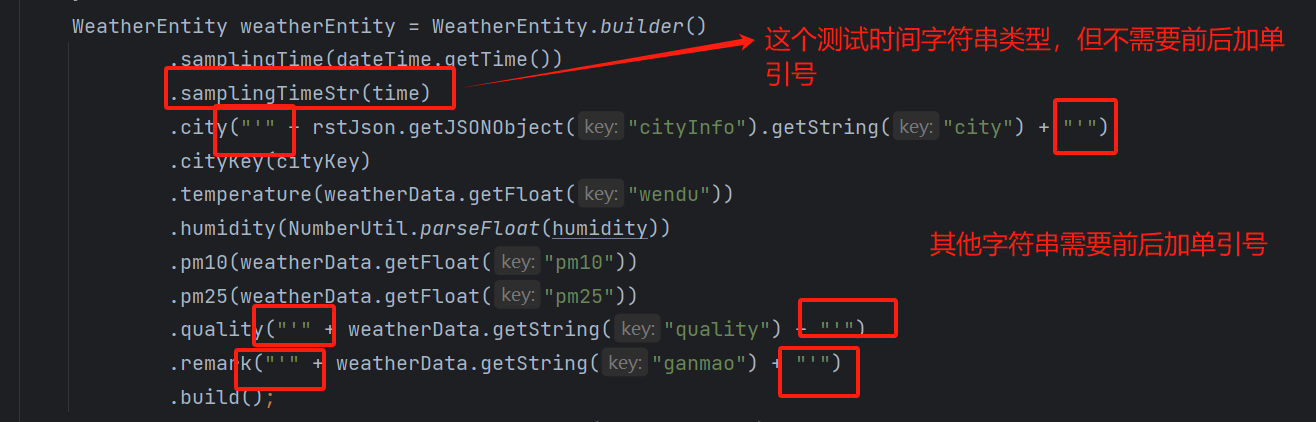 WeatherEntity weatherEntity = WeatherEntity.builder()
.samplingTime(dateTime.getTime())
这个测试时间字符串类型，但不需要前后加单
引号
.samplingTimeStr(time)
.city("'" + rstJson.getJSONObject( key: "cityInfo").getString( key: "city") + "'")
.cityKey(cityKey)
.temperature(weatherData.getFloat( key: "wendu"))
.humidity(NumberUtil.parseFloat(humidity))
其他字符串需要前后加单引号
.pm10(weatherData.getFloat( key: "pm10"))
.pm25(weatherData.getFloat( key: "pm25"))
.quality("'" + weatherData.getString( key: "quality") + "'")
.remark("'" + weatherData.getString( key: "ganmao") + "'")
.build();